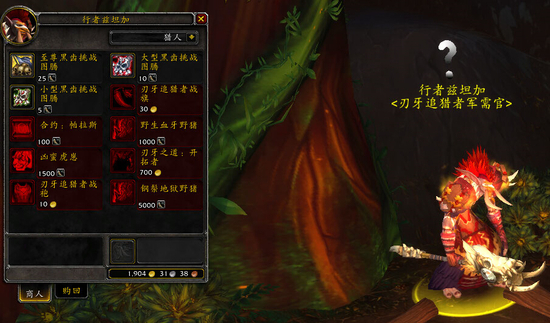 行者兹坦加
猎人
至尊黑齿挑战
图腾
25
大型黑齿挑战
图腾
10
小型黑齿挑战
图腾
5
刃牙追猎者战
旗
30
合约：帕拉斯
100
野生血牙野猪
1000
凶蛮虎崽
1500
刃牙之道：开
拓者
700
刃牙追猎者战
袍
10
钢鬃地狱野猪
5000
1,904 31 38
商人
购回
?
行者兹坦加
<刃牙追猎者军需官>